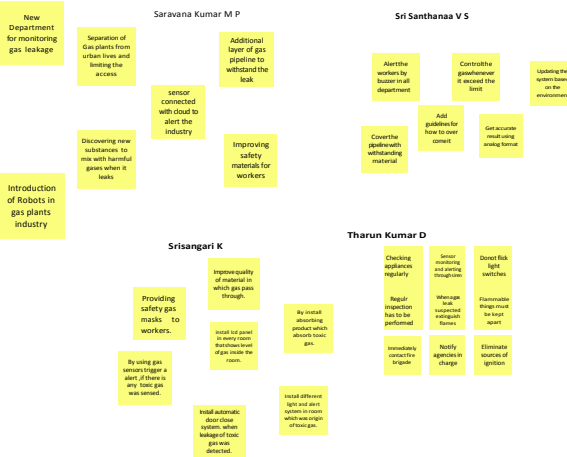 New
Department
for monitoring
gas leakage
Saravana Kumar M P
Separation of
Gas plants from
urban lives and
limiting the
access
Additional
layer of gas
pipeline to
withstand the
leak
sensor
connected
with cloud to
alert the
industry
Discovering new
substances to
mix with harmful
gases when it
leaks
Improving
safety
materials for
workers
Introduction
of Robots in
gas plants
industry
Sri Santhanaa V S
Alertthe
workers by
buzzer in all
department
Controlthe
gaswhenever
it exceed the
limit
Updating the
system based
on the
environment
Add
guidelines for
how to over
comeit
Get accurate
result using
analog format
Coverthe
pipeline with
withstanding
material
Srisangari K
Improve quality
of material in
which gas pass
through.
Providing
safety gas
masks to
workers.
Install lcd panel
in every room
that shows level
of gas inside the
room.
By install
absorbing
product which
absorb toxic
gas.
By using gas
sensors trigger a
alert ,if there is
any toxic gas
was sensed.
Install different
light and alert
system in room
which was origin
of toxic gas.
Install automatic
door close
system. when
leakage of toxic
gas was
detected.
Tharun Kumar D
Checking
appliances
regularly
Sensor
monitoring
and alerting
through siren
Donot flick
light
switches
Regulr
inspection
has to be
performed
When a gas
leak
suspected
extinguish
flames
Flammable
things must
be kept
apart
Immediately
contact fire
brigade
Notify
agencies in
charge
Eliminate
sources of
ignition